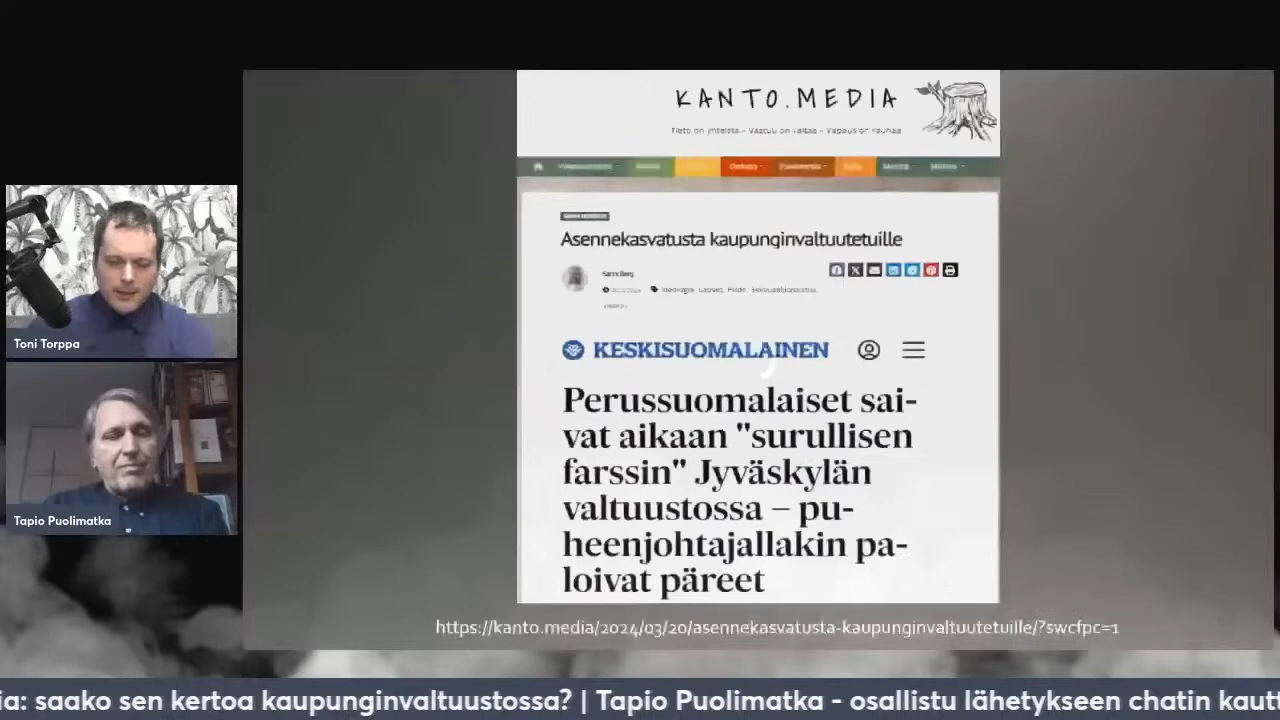 KANTO.MEDIA
Tieto on yhteistä - Vastuu on valtaa - Vapaus on rauhaa
Asennekasvatusta kaupunginvaltuutetuille
KESKISUOMALAINEN
Perussuomalaiset sai-
vat aikaan "surullisen
farssin" Jyväskylän
valtuustossa – pu-
heenjohtajallakin pa-
loivat päreet
https://kanto.media/2024/03/20/asennekasvatusta-kaupunginvaltuutetuille/?swcfpc=1
Toni Torppa
Tapio Puolimatka
ia: saako sen kertoa kaupunginvaltuustossa? | Tapio Puolimatka - osallistu lähetykseen chatin kautt